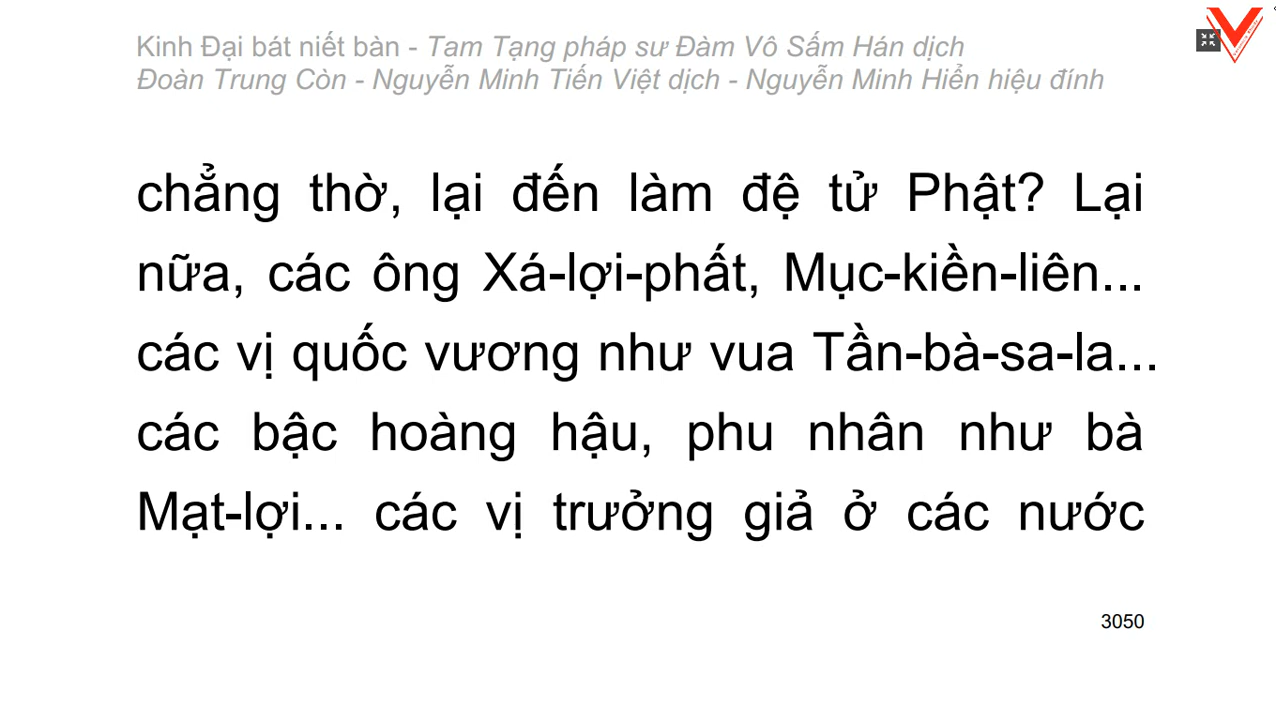 Kinh Đại bát niết bàn - Tam Tạng pháp sư Đàm Vô Sấm Hán dịch
Đoàn Trung Còn - Nguyễn Minh Tiến Việt dịch - Nguyễn Minh Hiển hiệu đính
chẳng thờ, lại đến làm đệ tử Phật? Lại
nữa, các ông Xá-lợi-phất, Mục-kiền-liên...
các vị quốc vương như vua Tần-bà-sa-la...
các bậc hoàng hậu, phu nhân như bà
Mạt-lợi... các vị trưởng giả ở các nước
3050